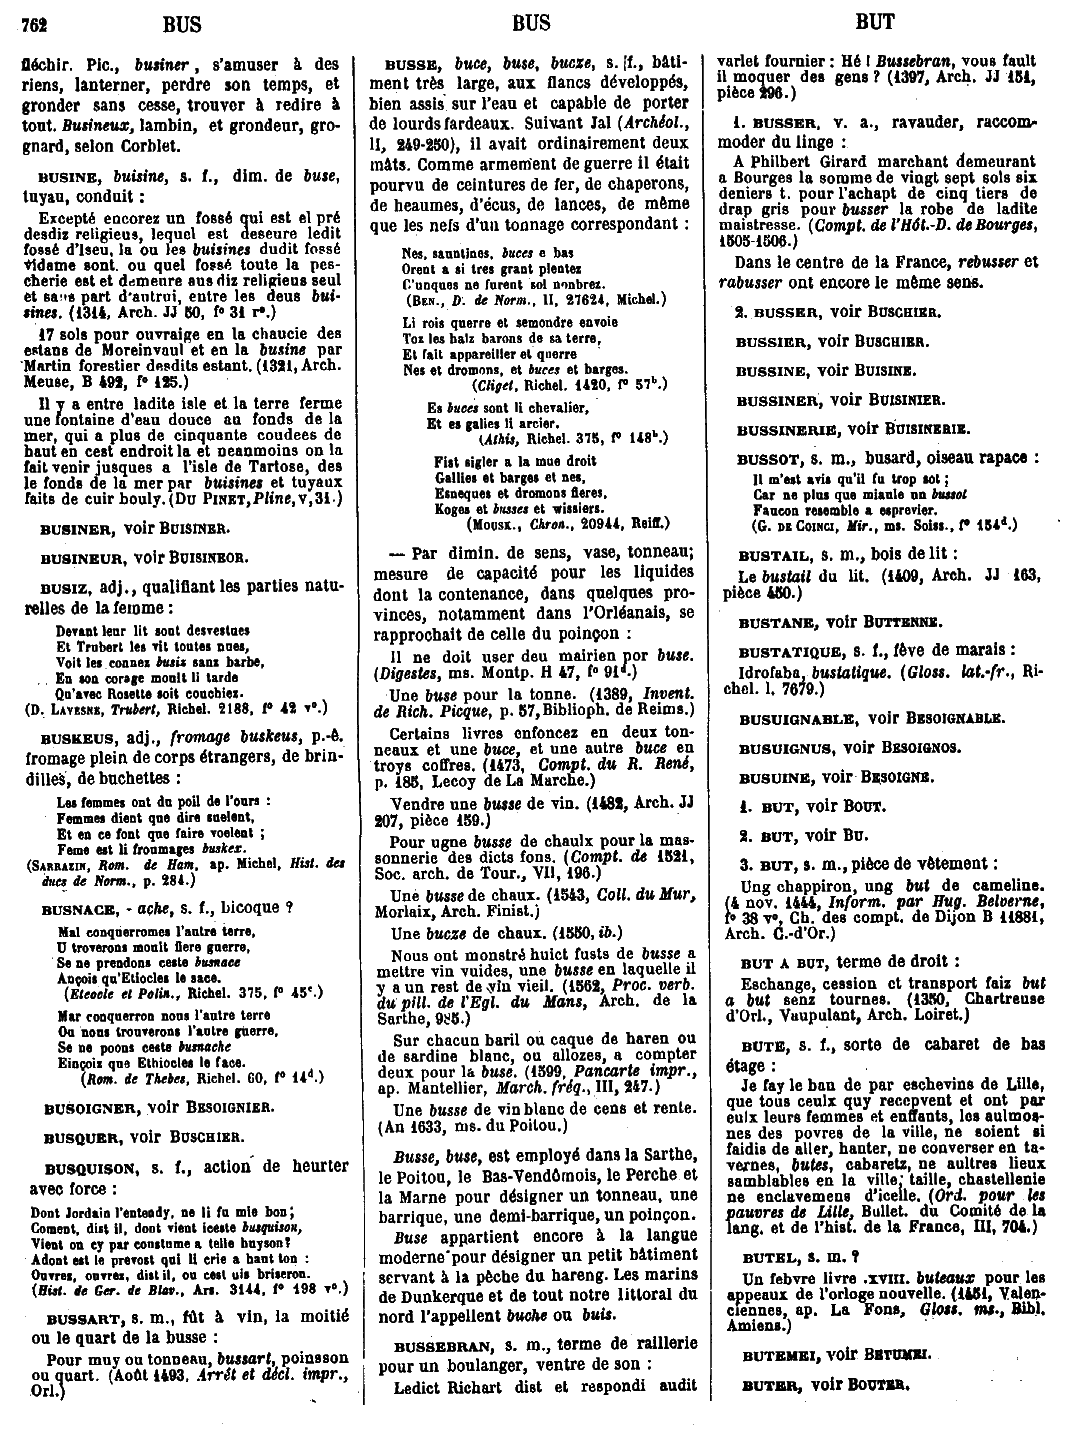 762 BUS BUS BUT
fléchir. Pic., businer, s'amuser à des
riens, lanterner, perdre son temps, et
gronder sans cesse, trouver à redire à
tout. Busineux, lambin, et grondeur, gro-
gnard, selon Corblet.
BUSINE, buisine, s. f., dim. de buse,
tuyau, conduit :
Excepté encorez un fossé qui est el pré
desdiz religieus, lequel est deseure ledit
fossé d'Iseu, la ou les buisines dudit fossé
vidame sont. ou quel fossé toute la pes-
cherie est et demeure ausdiz religieus seul
et sans part d'autrui, entre les deus bui-
sines. (1314, Arch. JJ 50, f° 31 r°.)
17 sols pour ouvraige en la chaucie des
estans de Moreinvaul et en la busine par
Martin forestier desdits estant. (1321, Arch.
Meuse, B 492, f° 125.)
Il y a entre ladite isle et la terre ferme
une fontaine d'eau douce au fonds de la
mer, qui a plus de cinquante coudees de
haut en cest endroit la et neanmoins on la
fait venir jusques a l'isle de Tartose, des
le fonds de la mer par buisines et tuyaux
faits de cuir bouly. (DU PINET, Pline, V, 31.)
BUSINER, voir BUISINER.
BUSINEUR, voir BUISINEOR.
BUSIZ, adj., qualifiant les parties natu-
relles de la femme :
Devant leur lit sont desvestues
Et Trubert les vit toutes nues,
Voit les connez busiz sanz barbe,
En son corage moult li tarde
Qu'avec Rosette soit couchiez.
(D. LAVESNE, Trubert, Richel. 2188, f° 42 v°.)
BUSKEUS, adj., fromage buskeus, p.-ê.
fromage plein de corps étrangers, de brin-
dilles, de buchettes :
Les femmes ont du poil de l'ours :
Femmes dient que dire suelent,
Et en ce font que faire voelent ;
Feme est li froumages buskex.
(SARRAZIN, Rom. de Ham, ap. Michel, Hist. des
ducs de Norm., p. 284.)
BUSNACE, - ache, s. f., bicoque ?
Mal conquerromes l'autre terre,
U troverons moult fiere guerre,
Se ne prendons ceste busnace
Ançois qu'Etiocles le sace.
(Eteocle et Polin., Richel. 375, f° 45c.)
Mar conquerron nous l'autre terre
Ou nous trouverons l'autre guerre,
Se ne poons ceste busnache
Einçoiz que Ethiocles le face.
(Rom. de Thebes, Richel. 60, f° 14d.)
BUSOIGNER, voir BESOIGNIER.
BUSQUER, voir BUSCHIER.
BUSQUISON, s. f., action de heurter
avec force :
Dont Jordain l'entendy, ne li fu mie bon;
Coment, dist il, dont vient iceste busquison,
Vient on cy par constume a telle huyson?
Adont est le prevost qui li crie a haut ton :
Ouvres, ouvrez, dist il, ou cest uis briseron.
(Hist. de Ger. de Blav., Ars. 3144, f° 198 v°.)
BUSSART, s. m., fût à vin, la moitié
ou le quart de la busse :
Pour muy ou tonneau, bussart, poinsson
ou quart. (Août 1493, Arrêt et décl. impr.,
Orl.)
BUSSE, buce, buse, bucze, s. f., bâti-
ment très large, aux flancs développés,
bien assis sur l'eau et capable de porter
de lourds fardeaux. Suivant Jal (Archéol.,
II, 249-250), il avait ordinairement deux
mâts. Comme armement de guerre il était
pourvu de ceintures de fer, de chaperons,
de heaumes, d'écus, de lances, de même
que les nefs d'un tonnage correspondant :
Nes, sauntines, buces e bas
Orent a si tres grant plentez
C'unques ne furent sol nonbrez.
(BEN., D. de Norm., II, 27624, Michel.)
Li rois querre et semondre envoie
Toz les halz barons de sa terre,
Et fait appareillier et querre
Nes et dromons, et buces et barges.
(Cliget, Richel. 1420, f° 57b.)
Es buces sont li chevalier,
Et es galies li arcier.
(Athis, Richel. 375, f° 148b.)
Fist sigler a la mue droit
Gallies et barges et nes,
Esneques et dromons fieres,
Koges et busses et wissiers.
(MOUSK., Chron., 20944, Reiff.)
— Par dimin. de sens, vase, tonneau;
mesure de capacité pour les liquides
dont la contenance, dans quelques pro-
vinces, notamment dans l'Orléanais, se
rapprochait de celle du poinçon :
Il ne doit user deu mairien por buse.
(Digestes, ms. Montp. H 47, f° 91d.)
Une buse pour la tonne. (1389, Invent.
de Rich. Picque, p. 57, Biblioph. de Reims.)
Certains livres enfoncez en deux ton-
neaux et une buce, et une autre buce en
troys coffres. (1473, Compt. du R. René,
p. 185, Lecoy de La Marche.)
Vendre une busse de vin. (1482, Arch. JJ
207, pièce 159.)
Pour ugne busse de chaulx pour la mas-
sonnerie des dicts fons. (Compt. de 1521,
Soc. arch. de Tour., VII, 196.)
Une busse de chaux. (1543, Coll. du Mur,
Morlaix, Arch. Finist.)
Une bucze de chaux. (1550, ib.)
Nous ont monstré huict fusts de busse a
mettre vin vuides, une busse en laquelle il
y a un rest de vin vieil. (1562, Proc. verb.
du pill. de l'Egl. du Mans, Arch. de la
Sarthe, 985.)
Sur chacun baril ou caque de haren ou
de sardine blanc, ou allozes, a compter
deux pour la buse. (1599, Pancarte impr.,
ap. Mantellier, March. fréq., III, 247.)
Une busse de vin blanc de cens et rente.
(An 1633, ms. du Poitou.)
Busse, buse, est employé dans la Sarthe,
le Poitou, le Bas-Vendômois, le Perche et
la Marne pour désigner un tonneau, une
barrique, une demi-barrique, un poinçon.
Buse appartient encore à la langue
moderne pour désigner un petit bâtiment
servant à la pêche du hareng. Les marins
de Dunkerque et de tout notre littoral du
nord l'appellent buche ou buis.
BUSSEBRAN, s. m., terme de raillerie
pour un boulanger, ventre de son :
Ledict Richart dist et respondi audit
varlet fournier : Hé ! Bussebran, vous fault
il moquer des gens ? (1397, Arch. JJ 151,
pièce 296.)
1. BUSSER, v. a., ravauder, raccom-
moder du linge :
A Philbert Girard marchant demeurant
a Bourges la somme de vingt sept sols six
deniers t. pour l'achapt de cinq tiers de
drap gris pour busser la robe de ladite
maistresse. (Compt. de l'Hôt.-D. de Bourges,
1505-1506.)
Dans le centre de la France, rebusser et
rabusser ont encore le même sens.
2. BUSSER, voir BUSCHIER.
BUSSIER, voir BUSCHIER.
BUSSINE, voir BUISINE.
BUSSINER, voir BUISINIER.
BUSSINERIE, voir BUISINERIE.
BUSSOT, s. m., busard, oiseau rapace :
Il m'est avis qu'il fu trop sot ;
Car ne plus que miaule un bussot
Faucon resemble a esprevier.
(G. DE COINCI, Mir., ms. Soiss., f° 154d.)
BUSTAIL, s. m., bois de lit :
Le bustail du lit. (1409, Arch. JJ 163,
pièce 450.)
BUSTANE, voir BUTTENNE.
BUSTATIQUE, s. f., fève de marais :
Idrofaba, bustatique. (Gloss. lat.-fr., Ri-
chel. l. 7679.)
BUSUIGNABLE, voir BESOIGNABLE.
BUSUIGNUS, voir BESOIGNOS.
BUSUINE, voir BESOIGNE.
1. BUT, voir BOUT.
2. BUT, voir BU.
3. BUT, s. m., pièce de vêtement :
Ung chappiron, ung but de cameline.
(4 nov. 1444, Inform. par Hug. Belverne,
f° 38 v°, Ch. des compt. de Dijon B 11881,
Arch. C.-d'Or.)
BUT A BUT, terme de droit :
Eschange, cession et transport faiz but
a but senz tournes. (1350, Chartreuse
d'Orl., Vaupulant, Arch. Loiret.)
BUTE, s. f., sorte de cabaret de bas
étage :
Je fay le ban de par eschevins de Lille,
que tous ceulx quy recepvent et ont par
eulx leurs femmes et enffants, les aulmos-
nes des povres de la ville, ne soient si
faidis de aller, hanter, ne converser en ta-
vernes, butes, cabaretz, ne aultres lieux
samblables en la ville, taille, chastellenie
ne enclavemens d'icelle. (Ord. pour les
pauvres de Lille, Bullet. du Comité de la
lang. et de l'hist. de la France, III, 704.)
BUTEL, s. m. ?
Un febvre livre .XVIII. buteaux pour les
appeaux de l'orloge nouvelle. (1451, Valen-
ciennes, ap. La Fons, Gloss. ms., Bibl.
Amiens.)
BUTEMEI, voir BETUMEI.
BUTER, voir BOUTER.